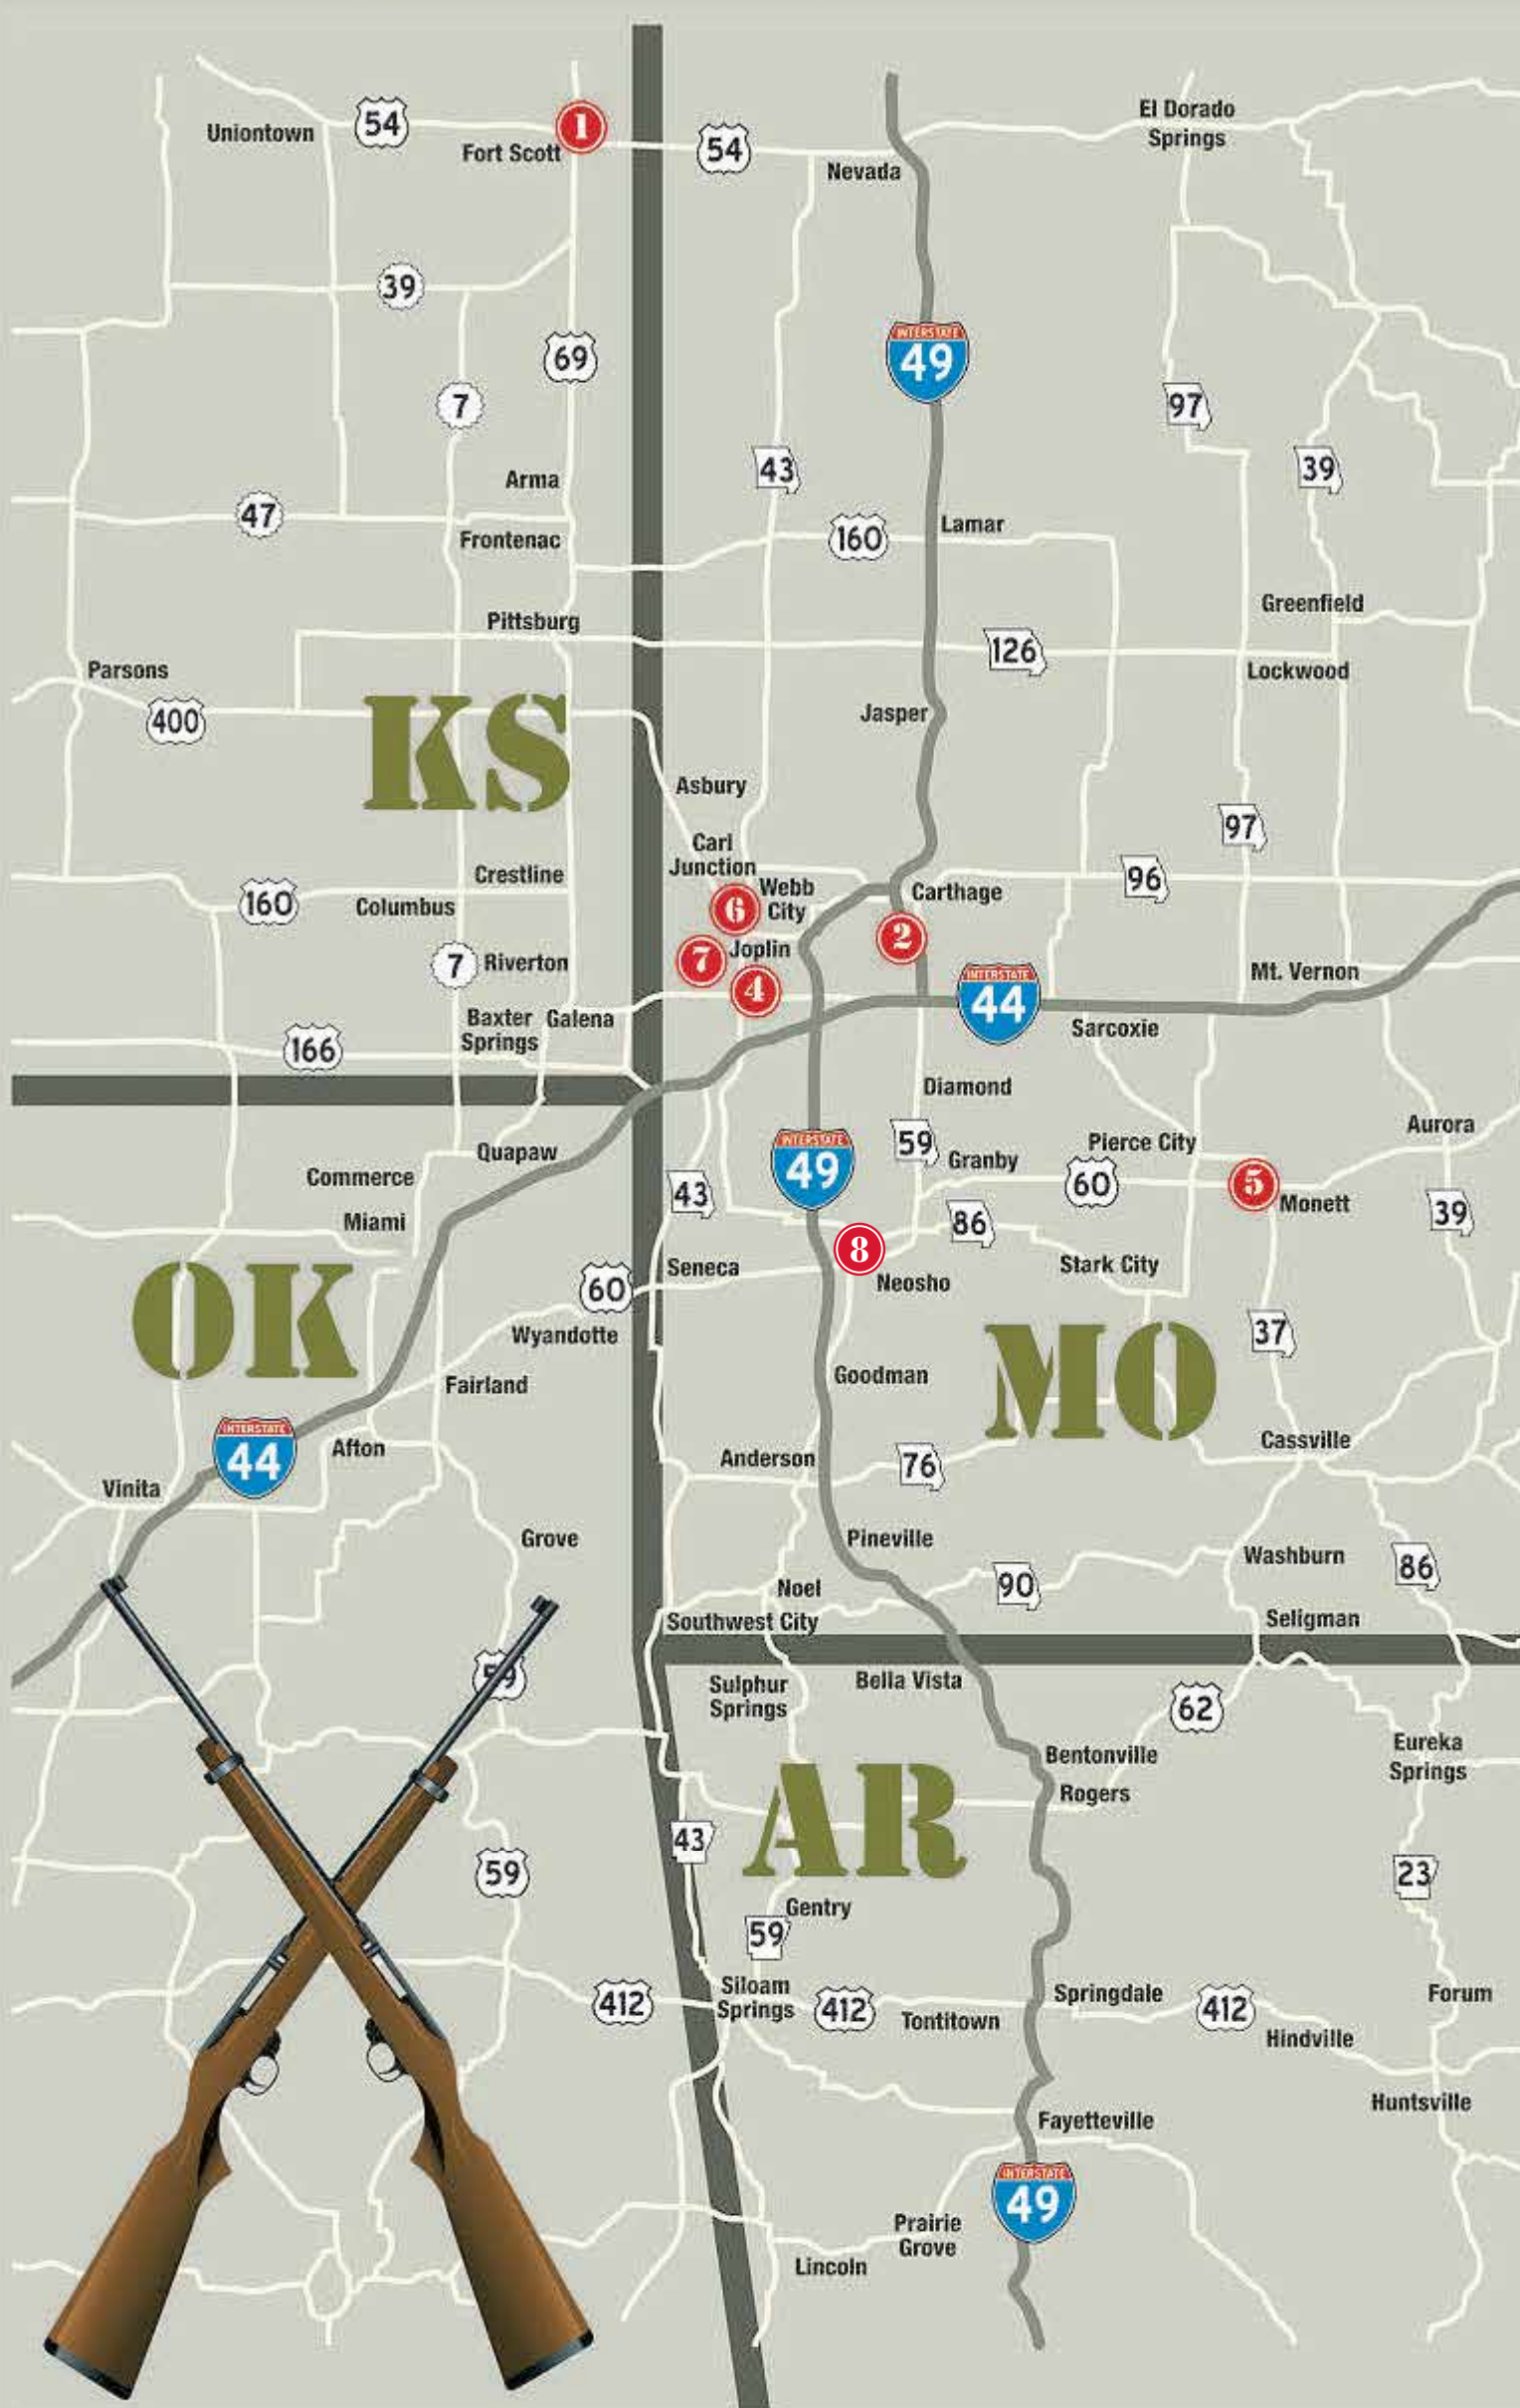 El Dorado
Springs
Uniontown
54
1
Fort Scott
54
Nevada
39
69
INTERSTATE
49
7
97
43
39
Arma
47
Frontenac
160
Lamar
Greenfield
Pittsburg
126
Parsons
Lockwood
400
KS
Jasper
Asbury
97
Carl
Junction
Crestline
160
Columbus
Webb
City
6
Carthage
96
2
7
Riverton
7
Joplin
4
Mt. Vernon
INTERSTATE
44
Baxter
Springs
Galena
Sarcoxie
166
Diamond
Aurora
Quapaw
Commerce
INTERSTATE
49
59
Granby
Pierce City
60
5
Monett
43
Miami
86
39
8
Seneca
Neosho
Stark City
60
OK
Wyandotte
MO
37
Fairland
Goodman
INTERSTATE
44
Afton
Anderson
76
Cassville
Vinita
Grove
Pineville
Washburn
86
Noel
90
Southwest City
Seligman
59
Sulphur
Springs
Bella Vista
62
Bentonville
Rogers
Eureka
Springs
AR
43
59
23
Gentry
59
Siloam
Springs
412
412
Tontitown
Springdale
412
Forum
Hindville
Huntsville
Fayetteville
INTERSTATE
49
Prairie
Grove
Lincoln